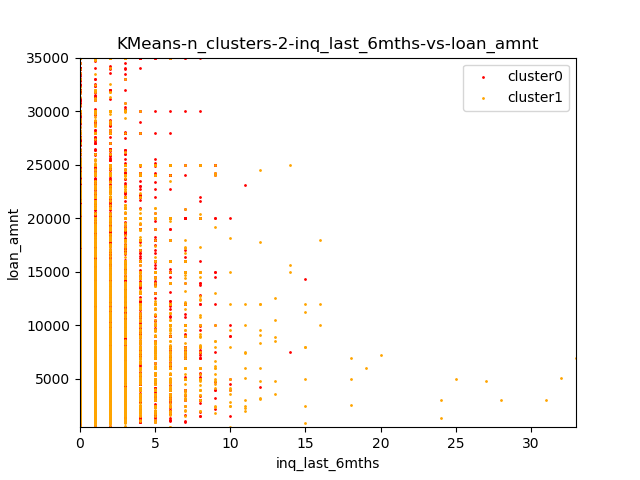 KMeans-n_clusters-2-inq_last_6mths-vs-loan_amnt
cluster0
cluster1
35000
30000
25000
20000
15000
10000
5000
loan_amnt
0 5 10 15 20 25 30
inq_last_6mths